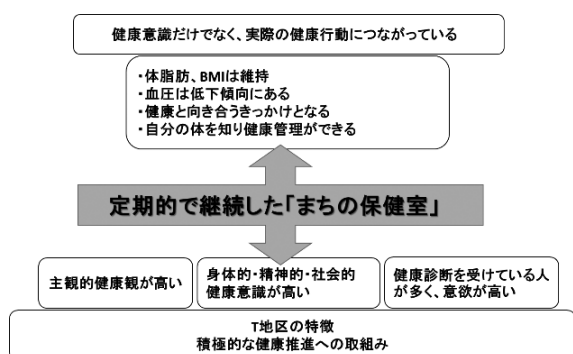 健康意識だけでなく、実際の健康行動につながっている
・体脂肪、BMIは維持
・血圧は低下傾向にある
・健康と向き合うきっかけとなる
・自分の体を知り健康管理ができる
定期的で継続した「まちの保健室」
主観的健康観が高い
身体的・精神的・社会的
健康意識が高い
健康診断を受けている人
が多く、意欲が高い
T地区の特徴
積極的な健康推進への取組み